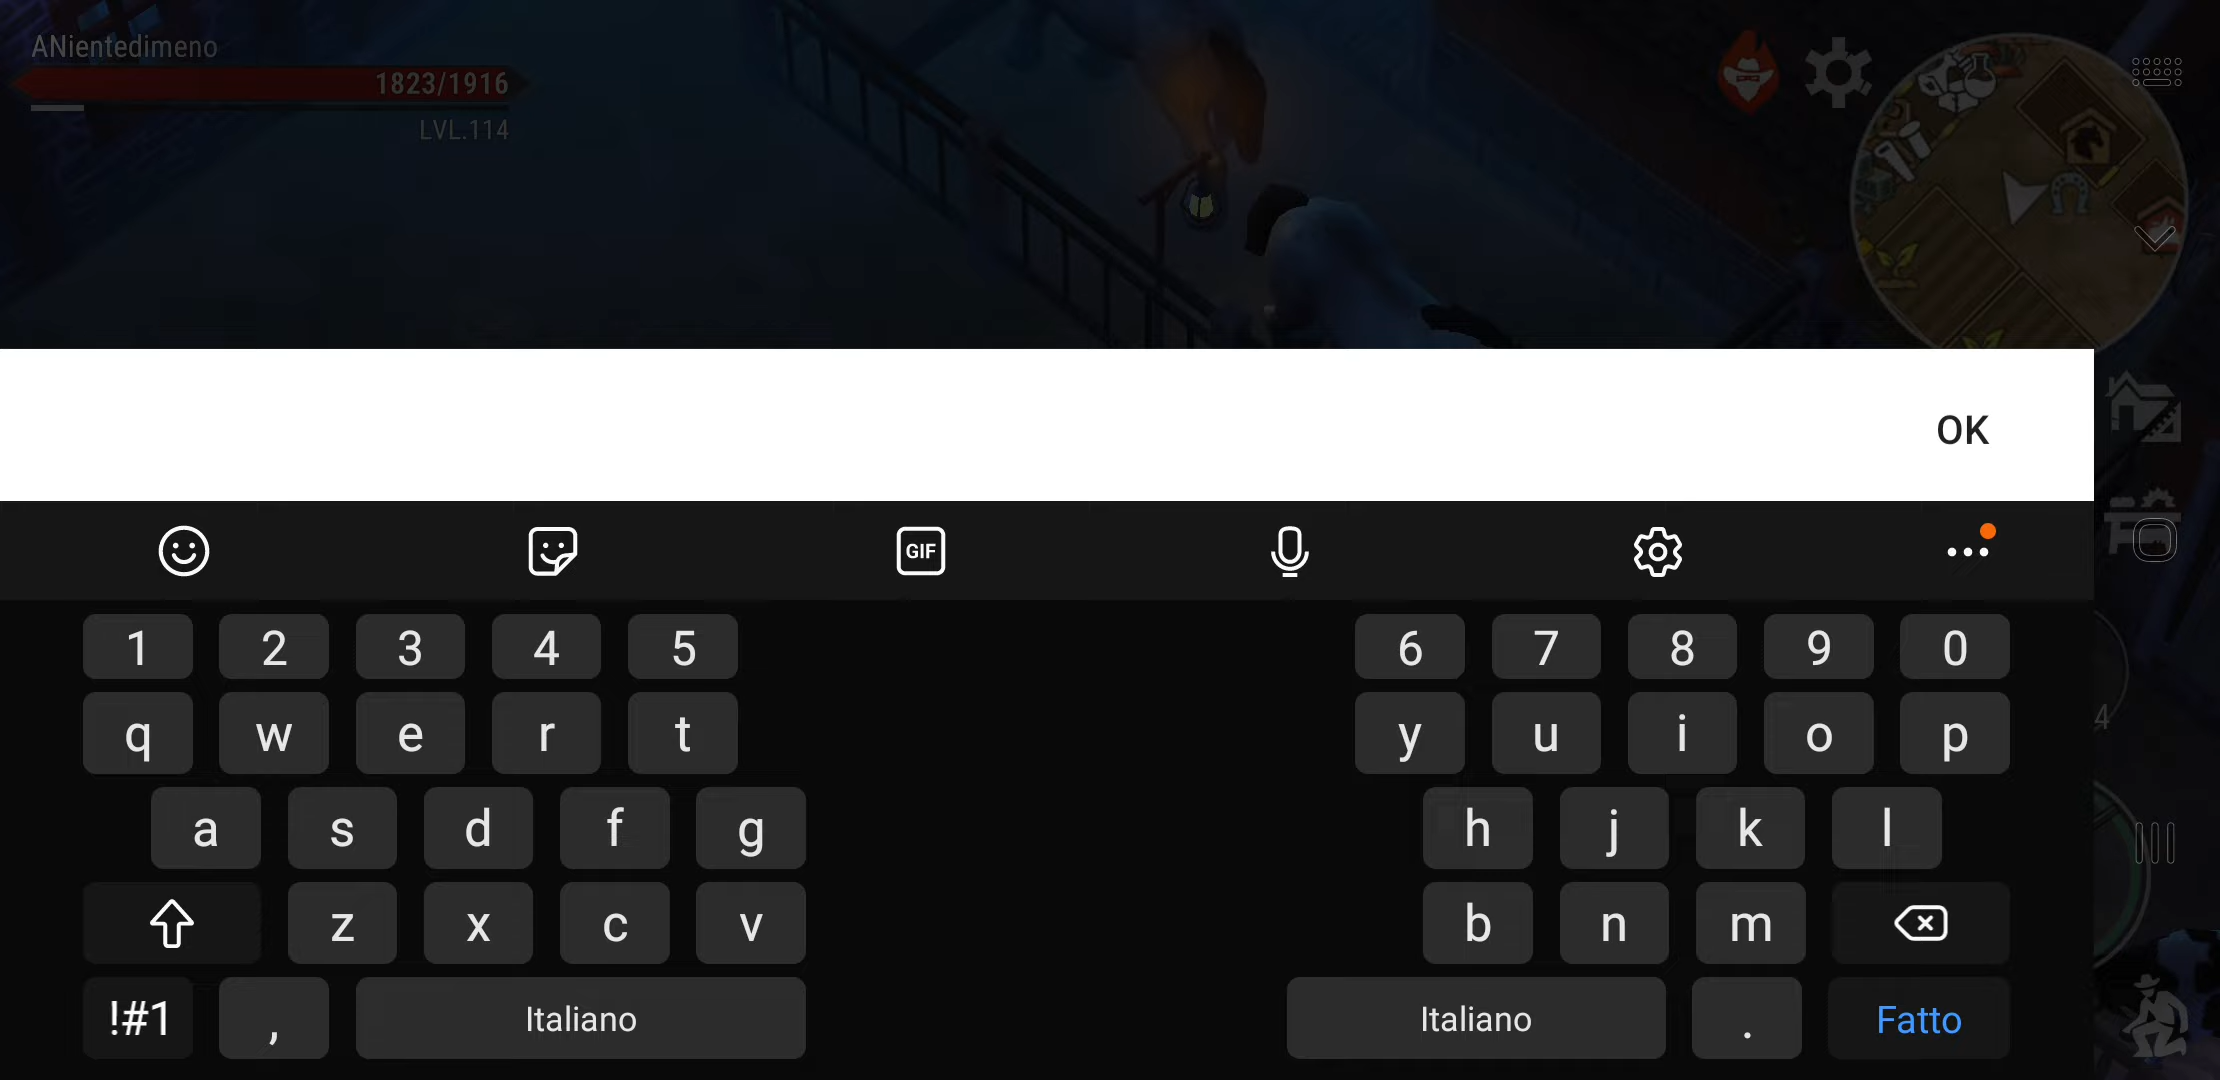 ANientedimeno
1823/1916
LVL.114
OK
GIF
1 2 3 4 5 6 7 8 9 0
q w e r t y u i o p
a s d f g h j k l
z x c v b n m
!#1 , Italiano Italiano . Fatto
4